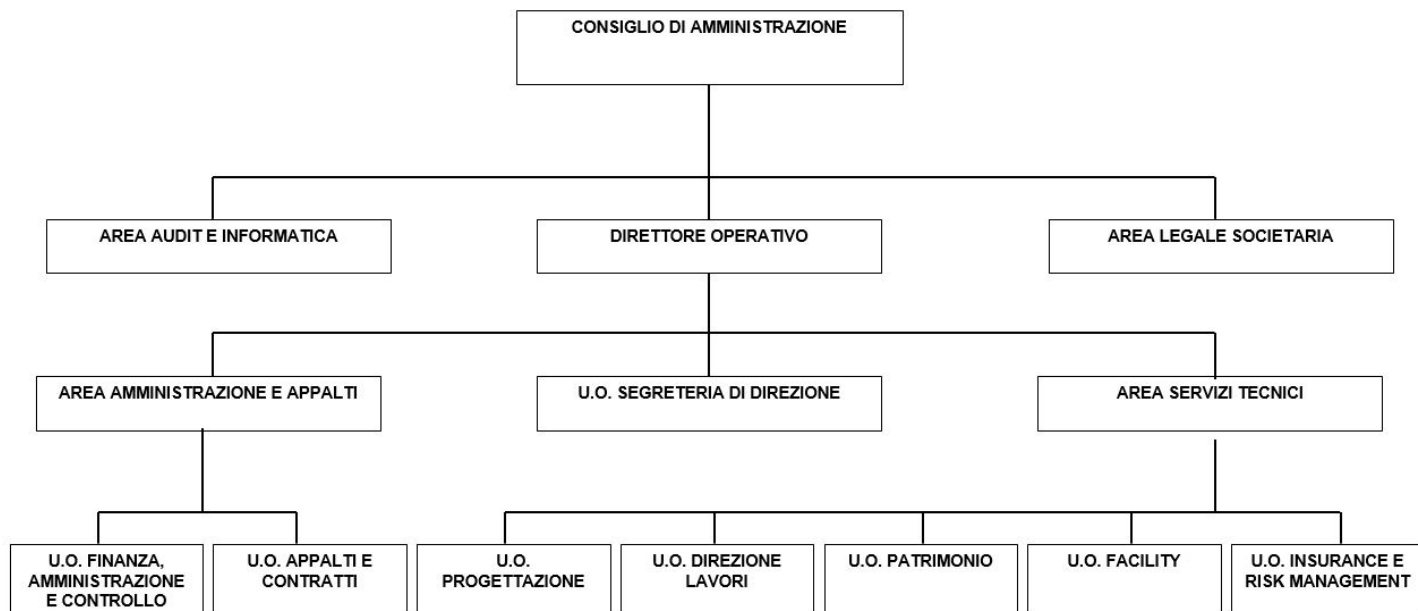 CONSIGLIO DI AMMINISTRAZIONE
AREA AUDIT E INFORMATICA
DIRETTORE OPERATIVO
AREA LEGALE SOCIETARIA
AREA AMMINISTRAZIONE E APPALTI
U.O. SEGRETERIA DI DIREZIONE
AREA SERVIZI TECNICI
U.O. FINANZA,
AMMINISTRAZIONE
E CONTROLLO
U.O. APPALTI E
CONTRATTI
U.O.
PROGETTAZIONE
U.O. DIREZIONE
LAVORI
U.O. PATRIMONIO
U.O. FACILITY
U.O. INSURANCE E
RISK MANAGEMENT